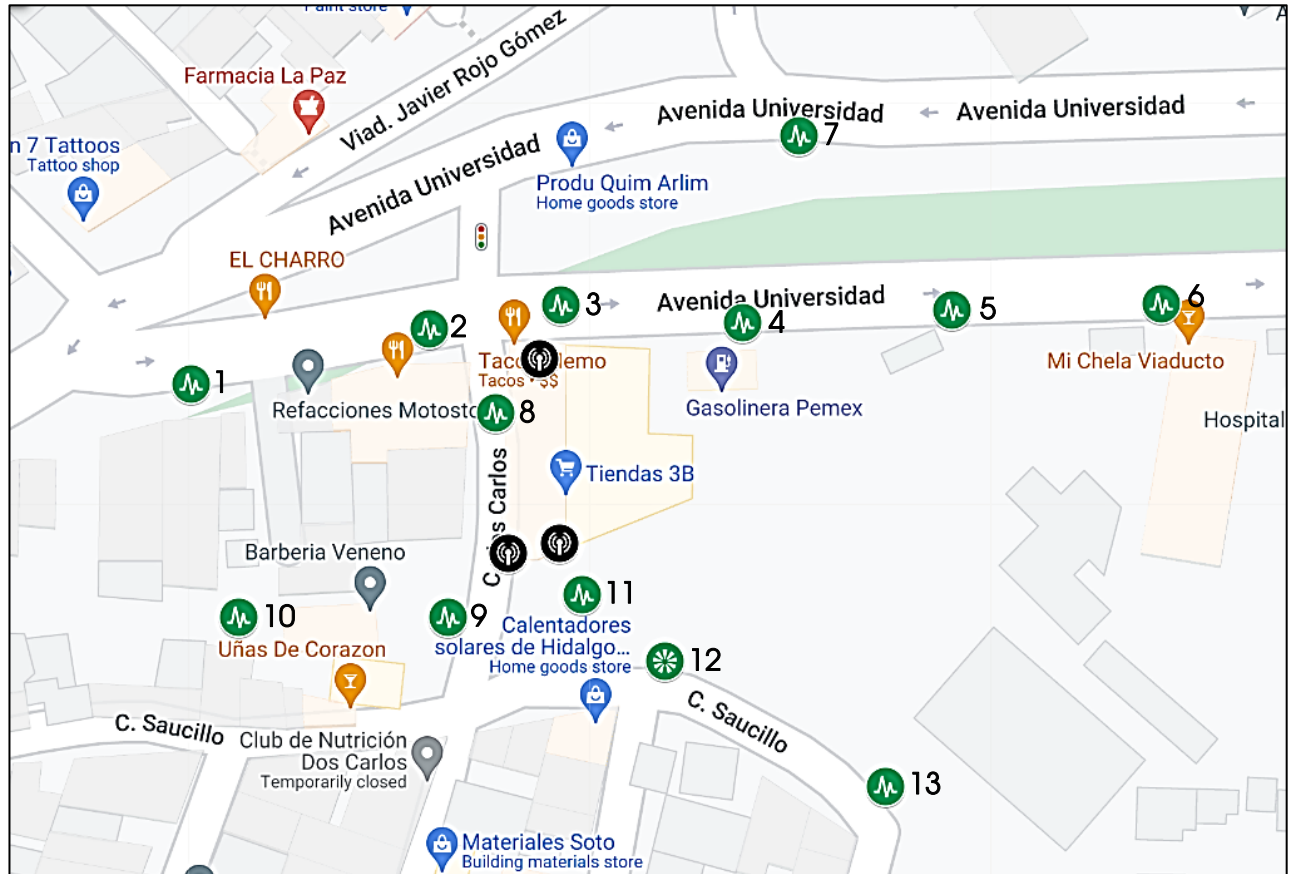 Paint store
Viad. Javier Rojo Gómez
Farmacia La Paz
Avenida Universidad
Avenida Universidad
7
n 7 Tattoos
Tattoo shop
Avenida Universidad
Produ Quim Arlim
Home goods store
EL CHARRO
Avenida Universidad
3
4
5
6
2
1
Mi Chela Viaducto
Tacos
Tacos • $$
Refacciones Motosto
8
Gasolinera Pemex
Hospital
Tiendas 3B
Carlos
Barberia Veneno
10
9
11
Uñas De Corazon
Calentadores
solares de Hidalgo...
Home goods store
12
C. Saucillo
C. Saucillo
Club de Nutrición
Dos Carlos
Temporarily closed
13
Materiales Soto
Building materials store